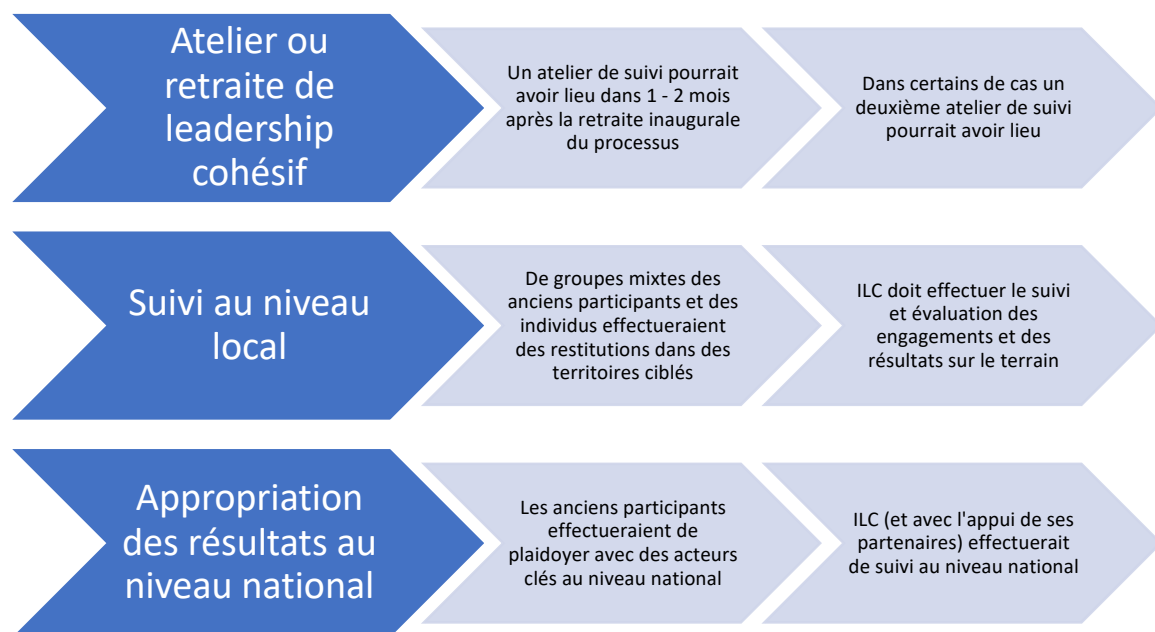 Atelier ou
retraite de
leadership
cohésif
Un atelier de suivi pourrait
avoir lieu dans 1 - 2 mois
après la retraite inaugurale
du processus
Dans certains de cas un
deuxième atelier de suivi
pourrait avoir lieu
Suivi au niveau
local
De groupes mixtes des
anciens participants et des
individus effectueraient
des restitutions dans des
territoires ciblés
ILC doit effectuer le suivi
et évaluation des
engagements et des
résultats sur le terrain
Appropriation
des résultats au
niveau national
Les anciens participants
effectueraient de
plaidoyer avec des acteurs
clés au niveau national
ILC (et avec l'appui de ses
partenaires) effectuerait
de suivi au niveau national